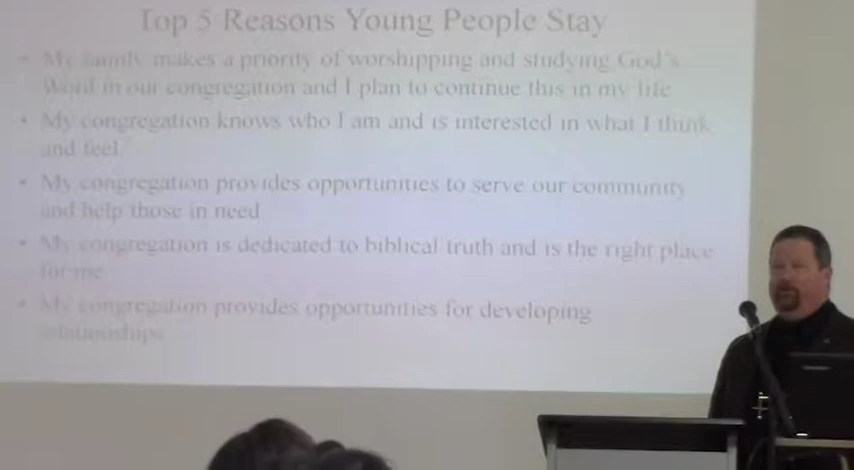 Top 5 Reasons Young People Stay
• My family makes a priority of worshipping and studying God's
Word in our congregation and I plan to continue this in my life
• My congregation knows who I am and is interested in what I think
and feel
• My congregation provides opportunities to serve our community
and help those in need
• My congregation is dedicated to biblical truth and is the right place
for me
• My congregation provides opportunities for developing
relationships